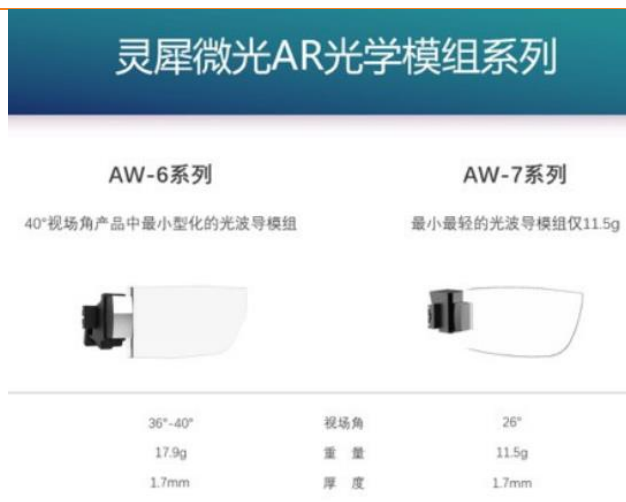 灵犀微光AR光学模组系列
AW-6系列 AW-7系列
40°视场角产品中最小型化的光波导模组 最小最轻的光波导模组仅11.5g
36°-40° 视场角 26°
17.9g 重 量 11.5g
1.7mm 厚 度 1.7mm